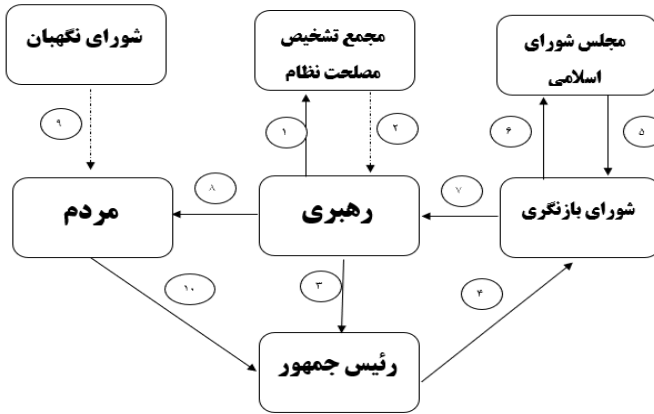 شورای نگهبان
مجمع تشخیص
مصلحت نظام
مجلس شورای
اسلامی
۹
۱
۲
۶
۵
مردم
رهبری
شورای بازنگری
۸
۷
۱۰
۳
۴
رئیس جمهور